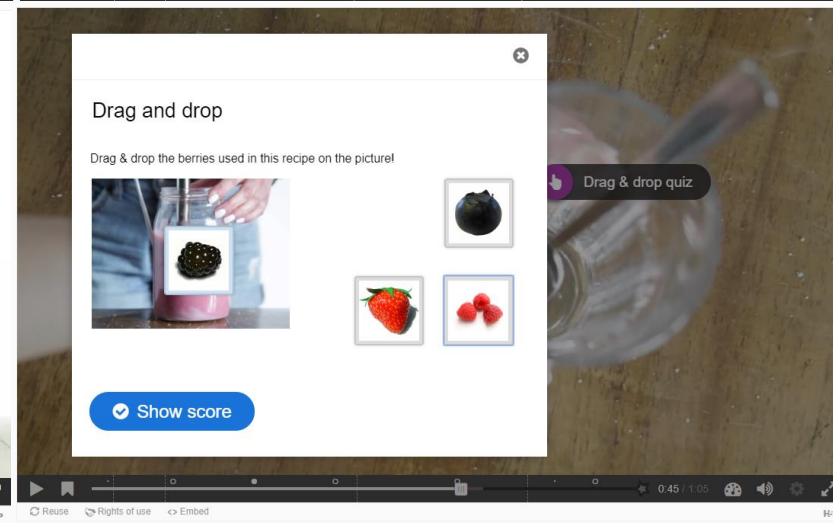 Drag and drop
Drag & drop the berries used in this recipe on the picture!
Drag & drop quiz
Show score
0:45 / 1:05
Reuse Rights of use <> Embed